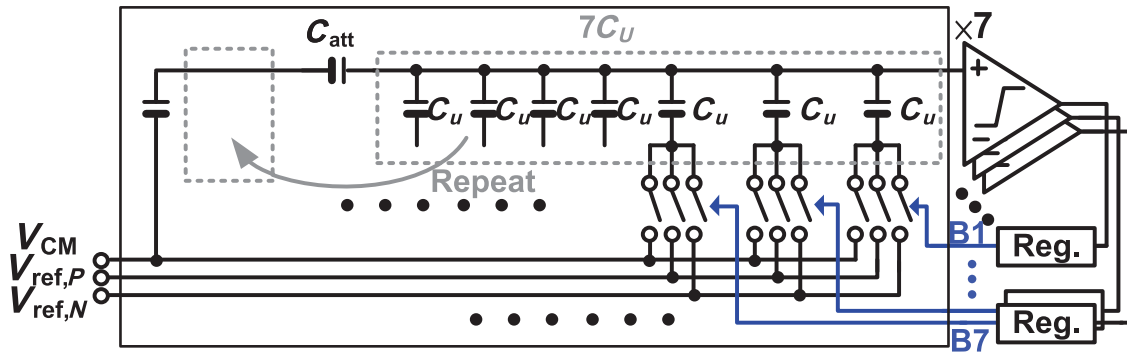 7C_U
×7
C_att
+
C_u C_u C_u C_u C_u C_u C_u
Repeat
V_CM
V_ref,P
V_ref,N
B1
Reg.
B7
Reg.